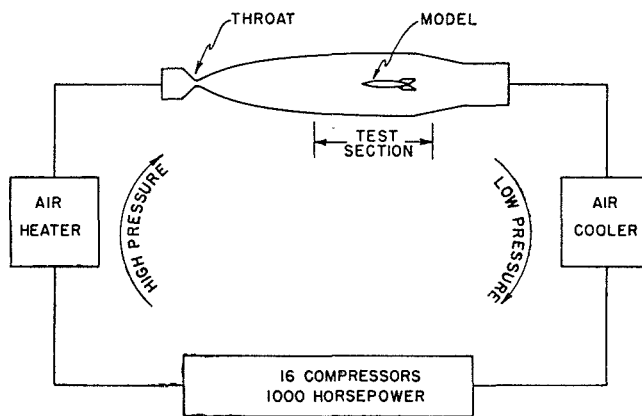 THROAT
MODEL
TEST
SECTION
AIR
HEATER
HIGH PRESSURE
LOW PRESSURE
AIR
COOLER
16 COMPRESSORS
1000 HORSEPOWER